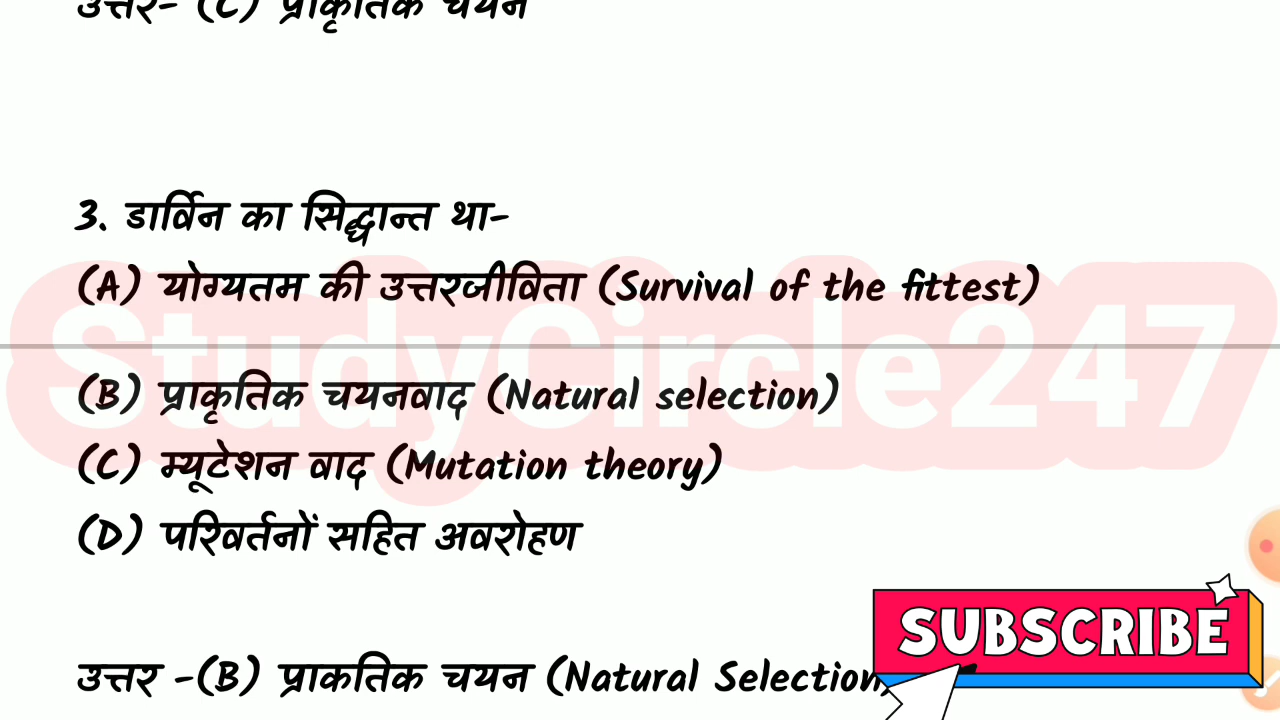 उत्तर- (C) प्राकृतिक चयन
3. डार्विन का सिद्धान्त था-
(A) योग्यतम की उत्तरजीविता (Survival of the fittest)
StudyCircle247
(B) प्राकृतिक चयनवाद (Natural selection)
(C) म्यूटेशन वाद (Mutation theory)
(D) परिवर्तनों सहित अवरोहण
SUBSCRIBE
उत्तर -(B) प्राकतिक चयन (Natural Selection)